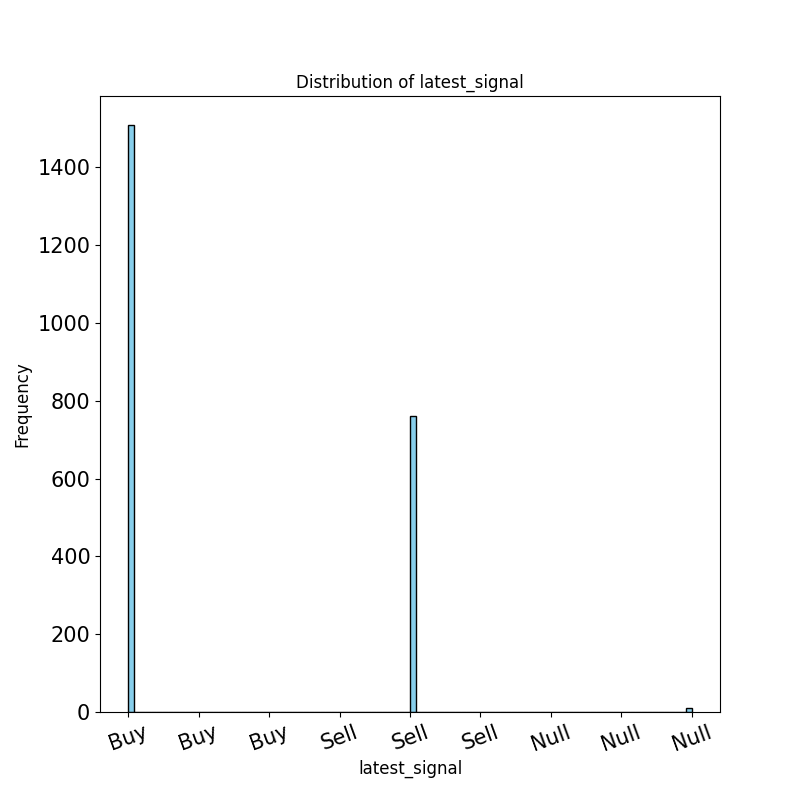 Distribution of latest_signal
1400
1200
1000
800
600
400
200
0
Frequency
Buy Buy Buy Sell Sell Sell Null Null Null
latest_signal